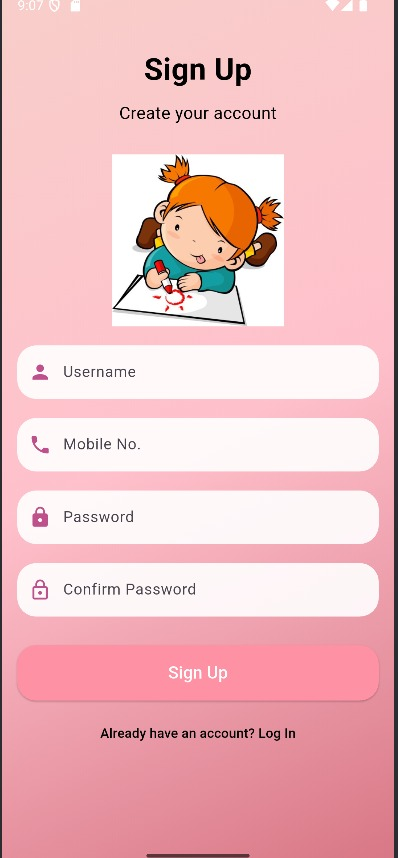 9:07
Sign Up
Create your account
Username
Mobile No.
Password
Confirm Password
Sign Up
Already have an account? Log In